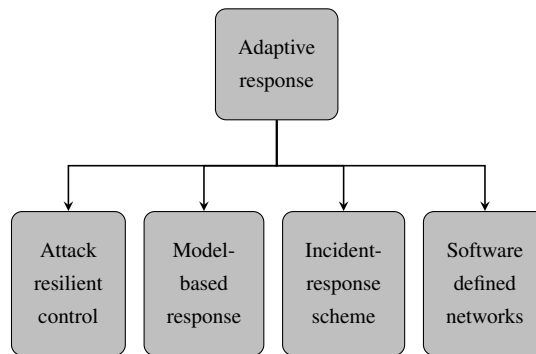 Adaptive
response
Attack
resilient
control
Model-
based
response
Incident-
response
scheme
Software
defined
networks